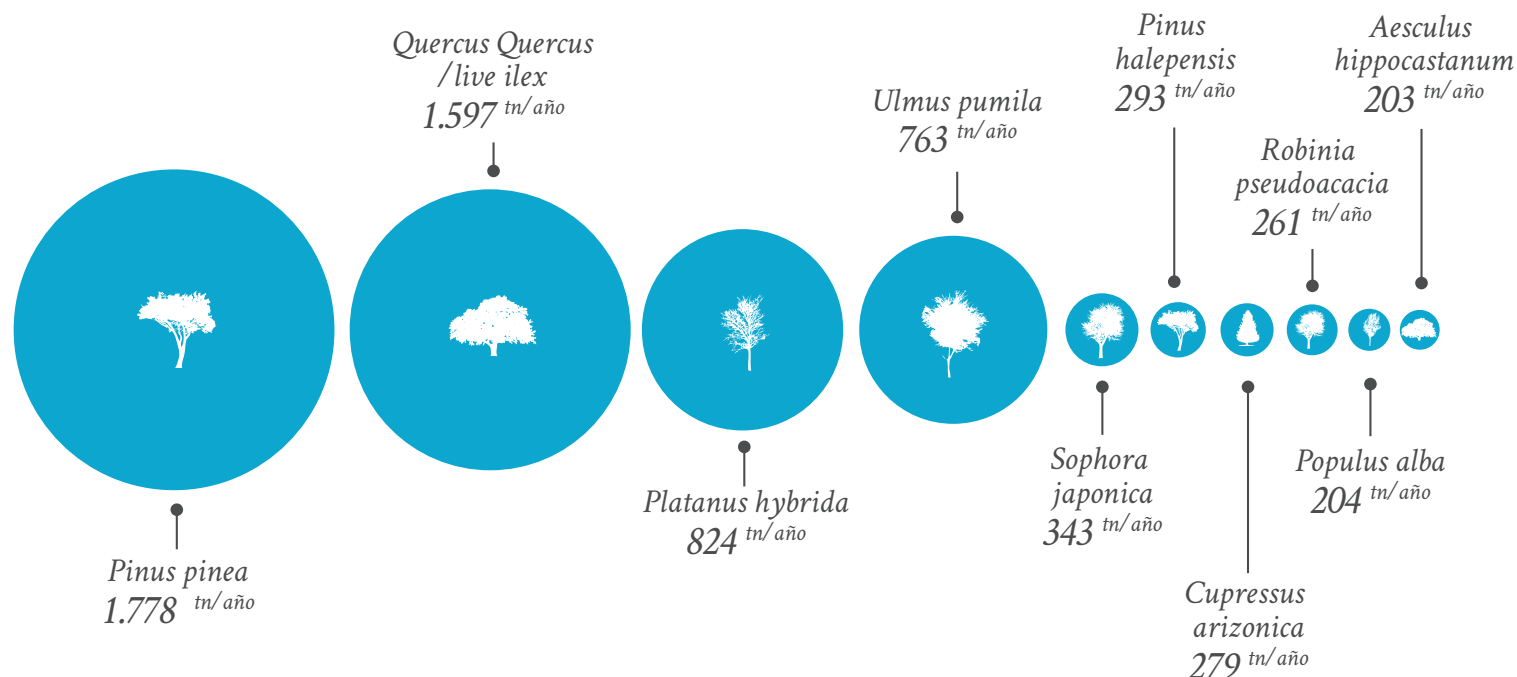 Pinus pinea
1.778 tn/año
Quercus Quercus
/live ilex
1.597 tn/año
Platanus hybrida
824 tn/año
Ulmus pumila
763 tn/año
Sophora
japonica
343 tn/año
Pinus
halepensis
293 tn/año
Cupressus
arizonica
279 tn/año
Robinia
pseudoacacia
261 tn/año
Populus alba
204 tn/año
Aesculus
hippocastanum
203 tn/año